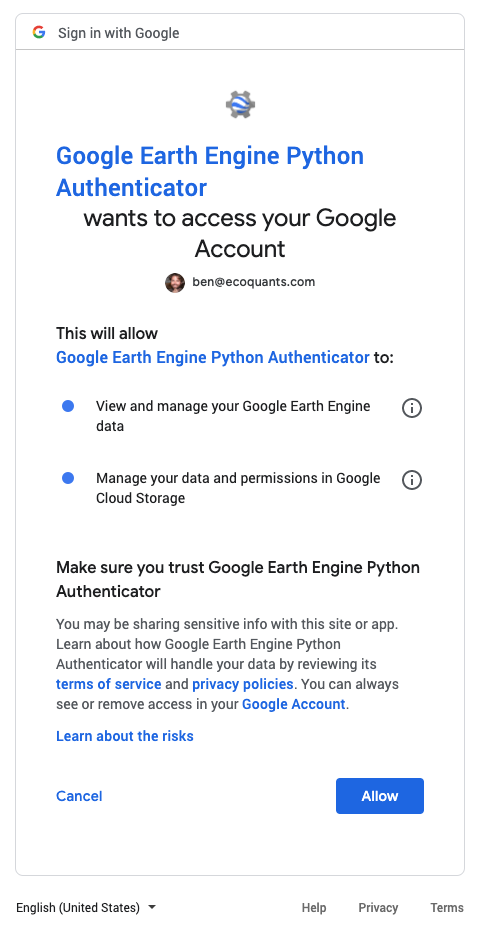 Sign in with Google
Google Earth Engine Python
Authenticator
wants to access your Google
Account
ben@ecoquants.com
This will allow
Google Earth Engine Python Authenticator to:
View and manage your Google Earth Engine
data
Manage your data and permissions in Google
Cloud Storage
Make sure you trust Google Earth Engine Python
Authenticator
You may be sharing sensitive info with this site or app.
Learn about how Google Earth Engine Python
Authenticator will handle your data by reviewing its
terms of service and privacy policies. You can always
see or remove access in your Google Account.
Learn about the risks
Cancel
Allow
English (United States)
Help
Privacy
Terms